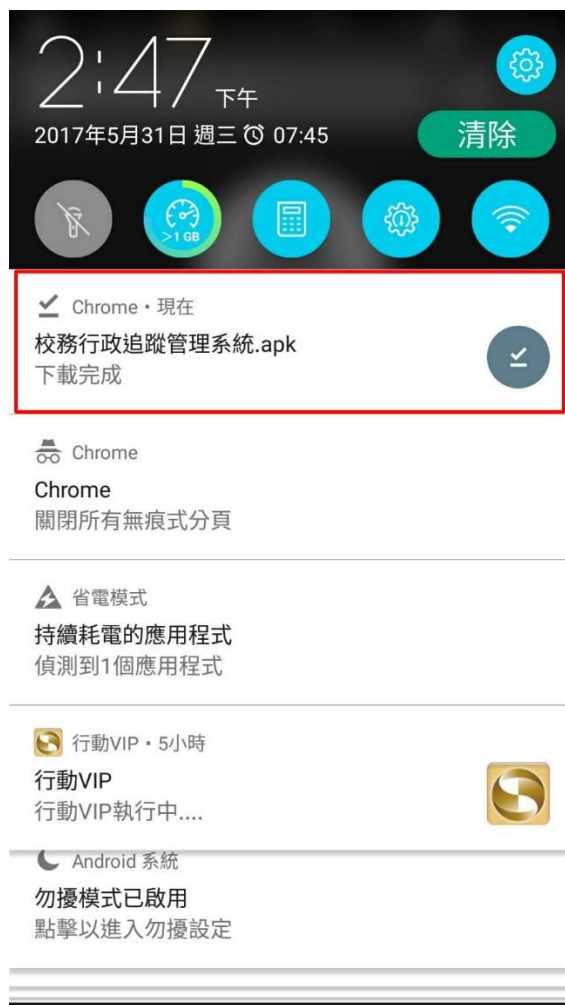 2:47 下午
2017年5月31日 週三 07:45
清除
>1 GB
Chrome・現在
校務行政追蹤管理系統.apk
下載完成
Chrome
Chrome
關閉所有無痕式分頁
省電模式
持續耗電的應用程式
偵測到1個應用程式
行動VIP・5小時
行動VIP
行動VIP執行中....
Android 系統
勿擾模式已啟用
點擊以進入勿擾設定